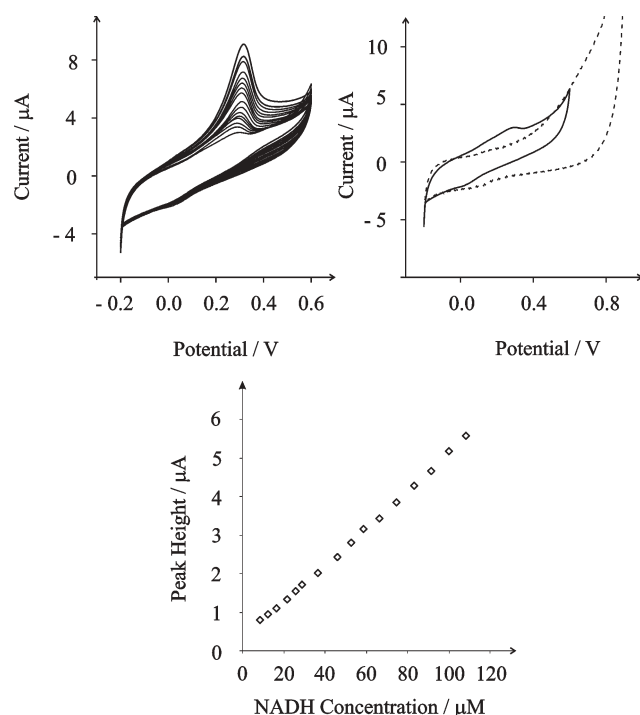 Current / µA
8
4
0
- 4
- 0.2 0.0 0.2 0.4 0.6
Potential / V
Current / µA
10
5
0
- 5
0.0 0.4 0.8
Potential / V
Peak Height / µA
6
5
4
3
2
1
0
0 20 40 60 80 100 120
NADH Concentration / µM